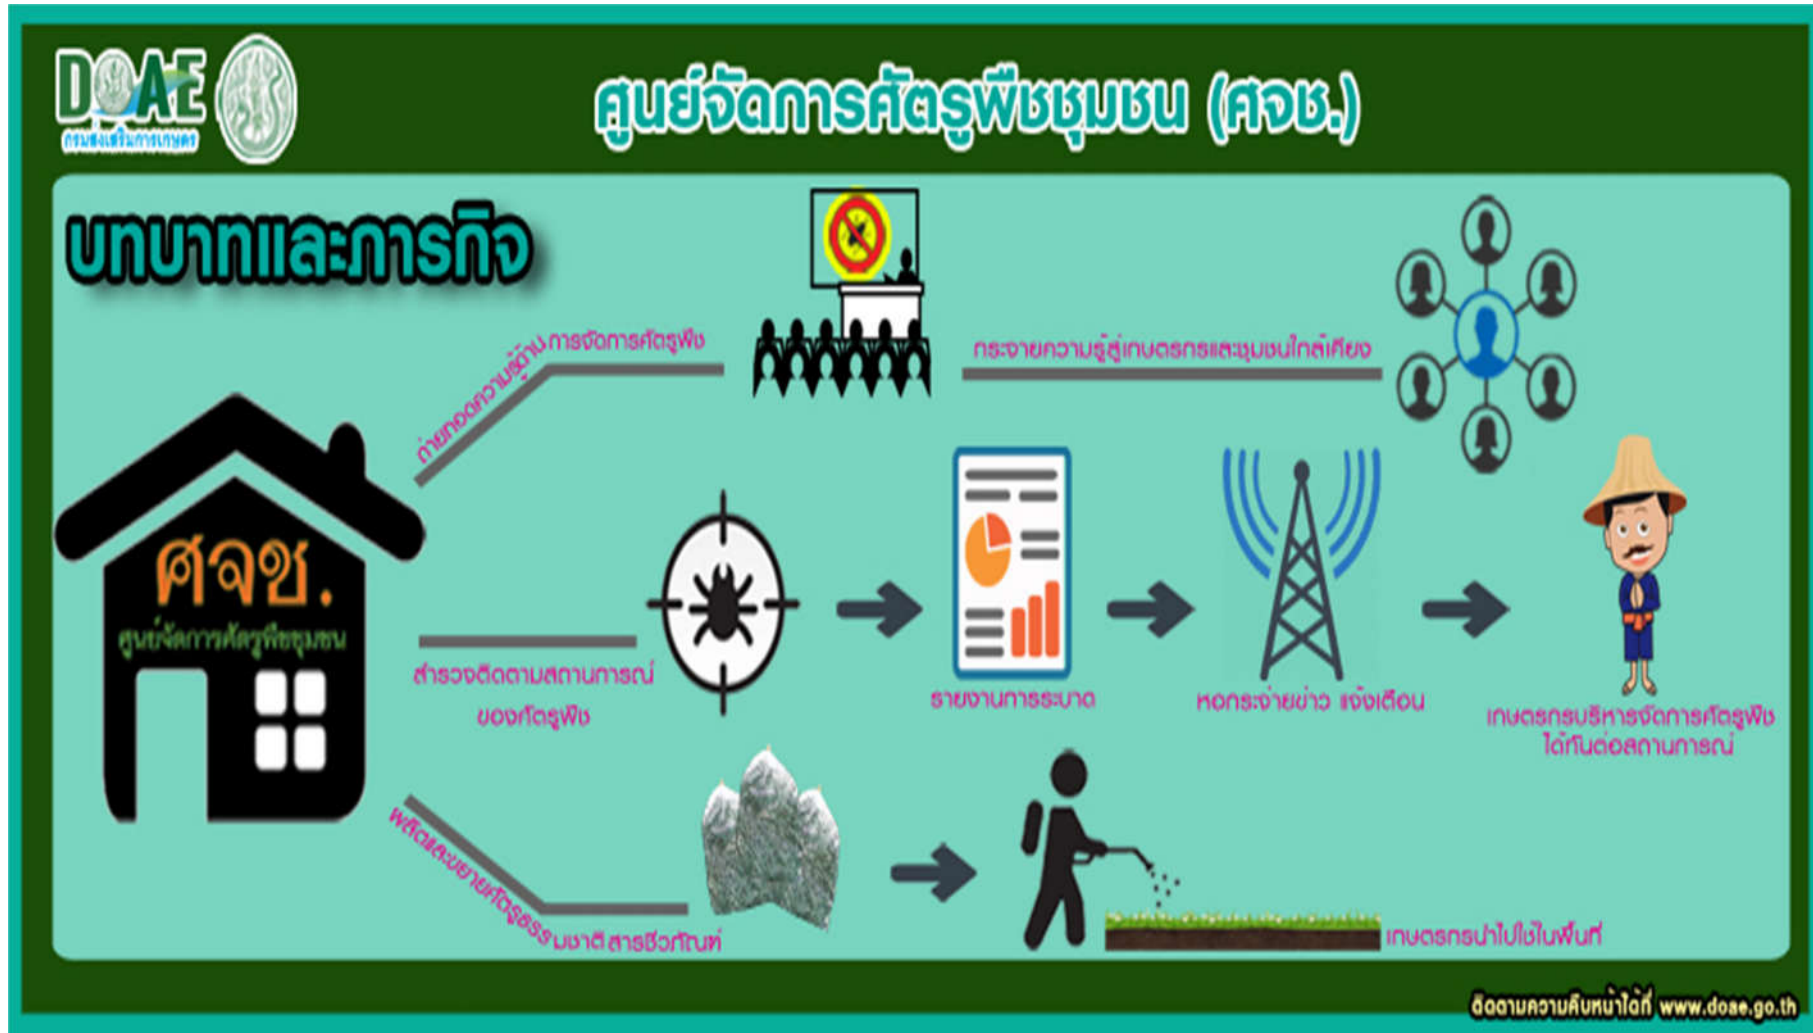 DOAE
กรมส่งเสริมการเกษตร
ศูนย์จัดการศัตรูพืชชุมชน (ศจช.)
บทบาทและภารกิจ
ถ่ายทอดความรู้ด้านการจัดการศัตรูพืช
กระจายความรู้สู่เกษตรกรและชุมชนใกล้เคียง
ศจช.
ศูนย์จัดการศัตรูพืชชุมชน
สำรวจติดตามสถานการณ์
ของศัตรูพืช
รายงานการระบาด
หอกระจ่ายข่าว แจ้งเตือน
เกษตรกรบริหารจัดการศัตรูพืช
ได้ทันต่อสถานการณ์
ผลิตและขยายศัตรูธรรมชาติ สารชีวภัณฑ์
เกษตรกรนำไปใช้ในพื้นที่
ติดตามความคืบหน้าได้ที่ www.doae.go.th